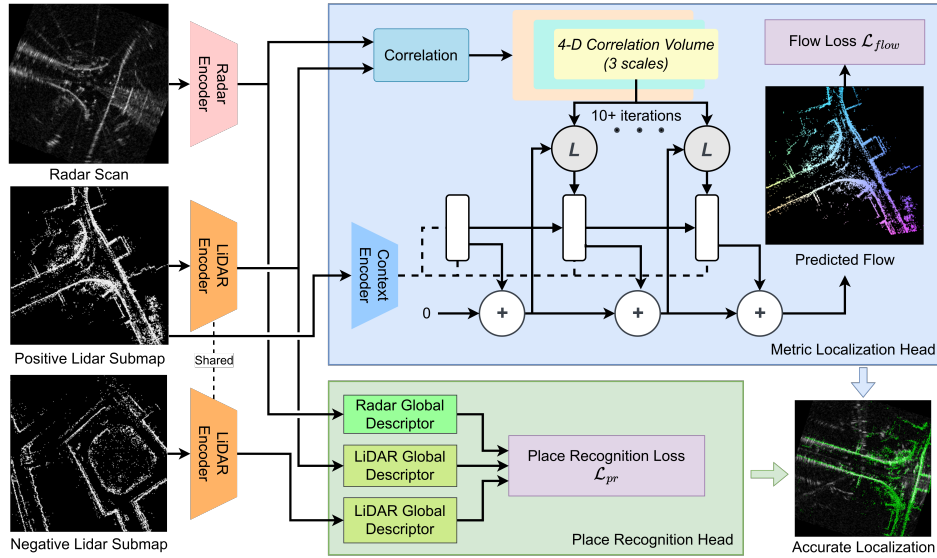 Radar
Encoder
Radar Scan
LiDAR
Encoder
Positive Lidar Submap
Shared
LiDAR
Encoder
Negative Lidar Submap
Correlation
4-D Correlation Volume
(3 scales)
10+ iterations
L
L
Context
Encoder
0
+
+
+
Flow Loss ℒflow
Predicted Flow
Metric Localization Head
Radar Global
Descriptor
LiDAR Global
Descriptor
LiDAR Global
Descriptor
Place Recognition Loss
ℒpr
Place Recognition Head
Accurate Localization